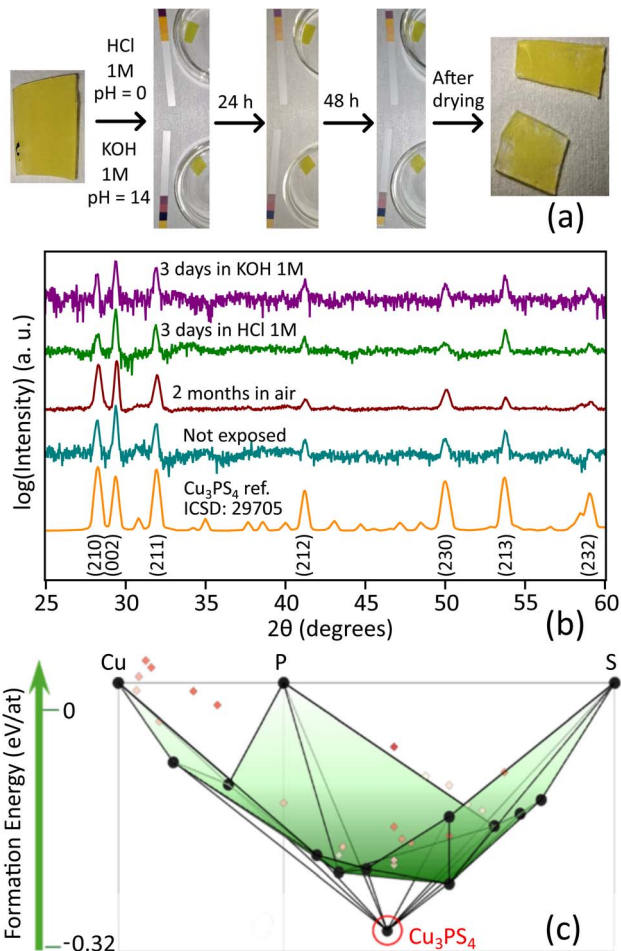 HCl
1M
pH = 0
KOH
1M
pH = 14
24 h
48 h
After
drying
(a)
log(Intensity) (a. u.)
3 days in KOH 1M
3 days in HCl 1M
2 months in air
Not exposed
Cu₃PS₄ ref.
ICSD: 29705
(210)
(002)
(211)
(212)
(230)
(213)
(232)
25 30 35 40 45 50 55 60
2θ (degrees)
(b)
Cu P S
Formation Energy (eV/at)
0
-0.32
Cu₃PS₄
(c)